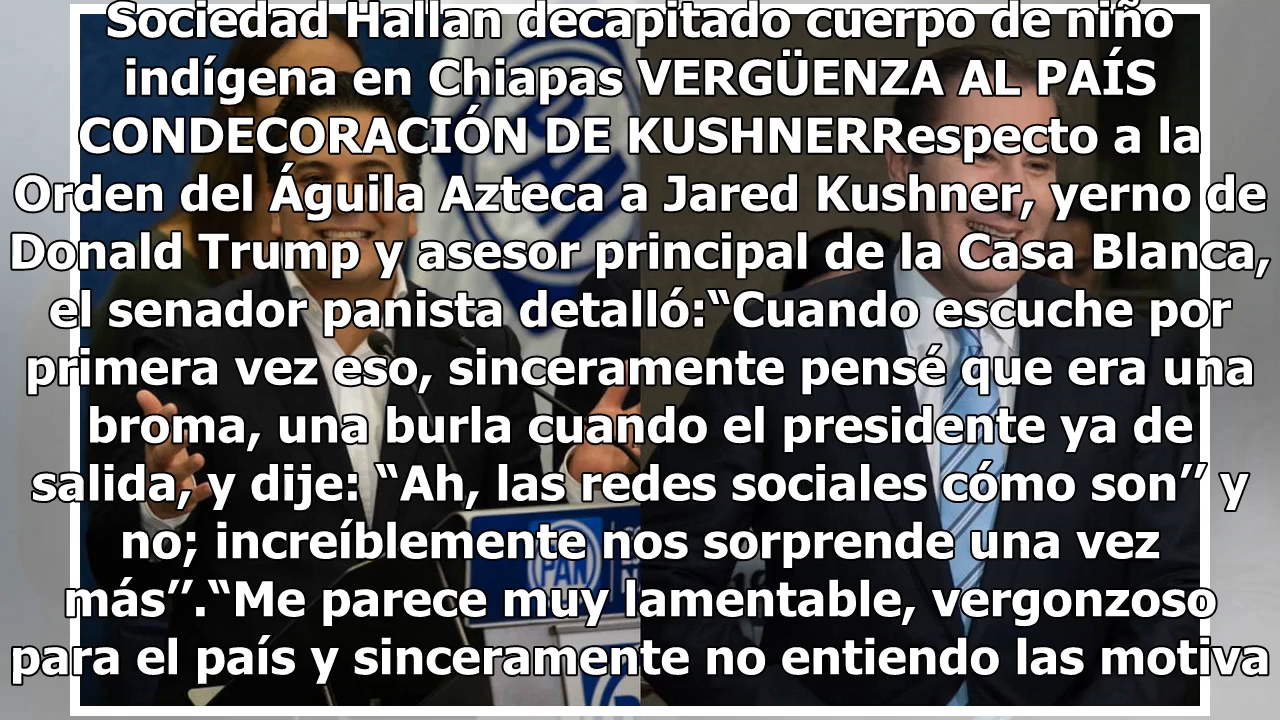 Sociedad Hallan decapitado cuerpo de niño
indígena en Chiapas VERGÜENZA AL PAÍS
CONDECORACIÓN DE KUSHNERRespecto a la
Orden del Águila Azteca a Jared Kushner, yerno de
Donald Trump y asesor principal de la Casa Blanca,
el senador panista detalló:“Cuando escuche por
primera vez eso, sinceramente pensé que era una
broma, una burla cuando el presidente ya de
salida, y dije: “Ah, las redes sociales cómo son” y
no; increíblemente nos sorprende una vez
más”.“Me parece muy lamentable, vergonzoso
para el país y sinceramente no entiendo las motiva
PAN